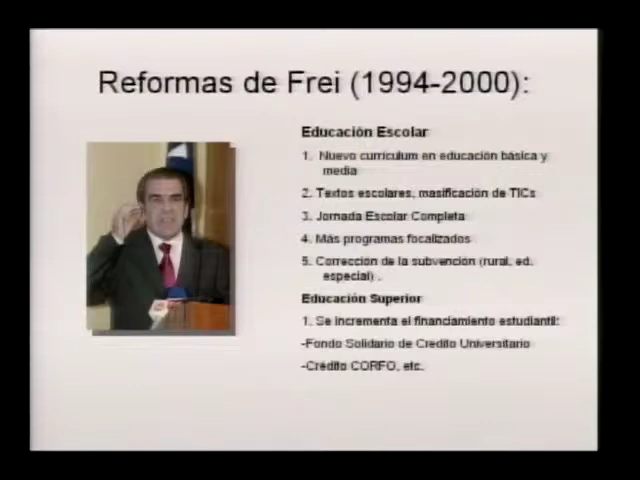 Reformas de Frei (1994-2000):
Educación Escolar
1. Nuevo currículum en educación básica y
media
2. Textos escolares, masificación de TICs
3. Jornada Escolar Completa
4. Más programas focalizados
5. Corrección de la subvención (rural, ed.
especial) .
Educación Superior
1. Se incrementa el financiamiento estudiantil:
-Fondo Solidario de Crédito Universitario
-Crédito CORFO, etc.